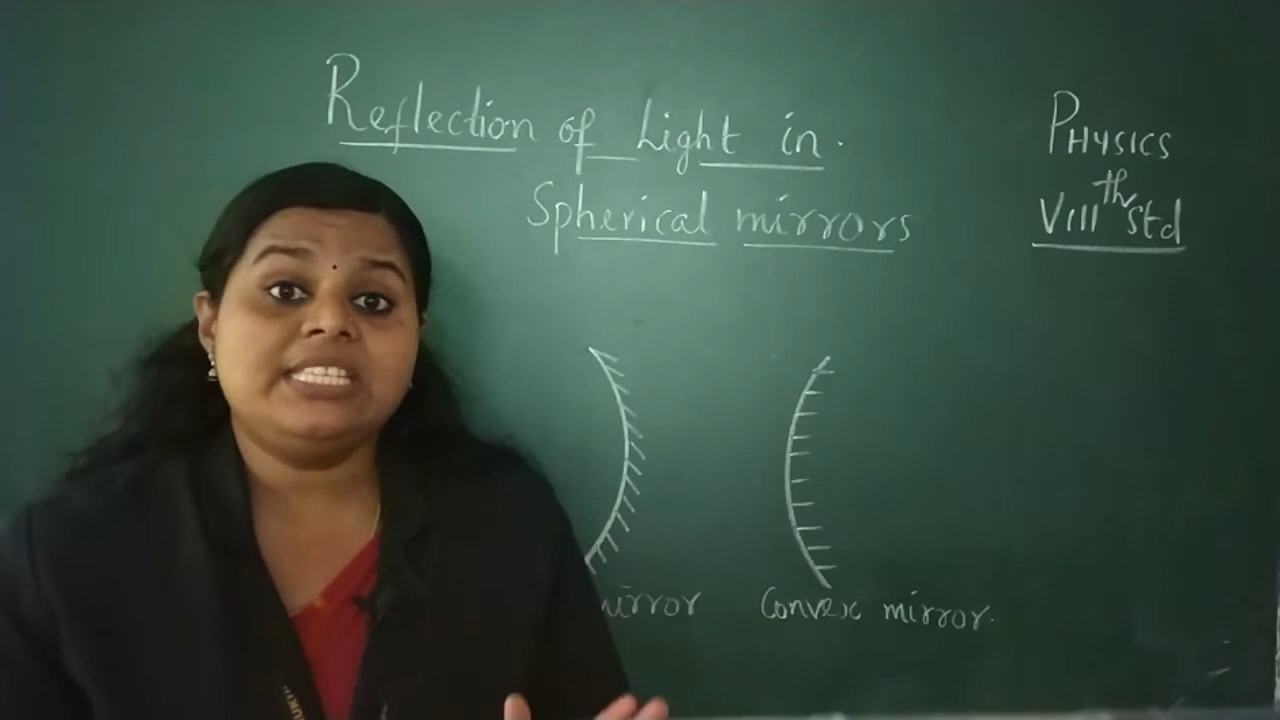 Reflection of Light in.
Spherical mirrors
PHYSICS
VIIIth Std
mirror
Convex mirror.